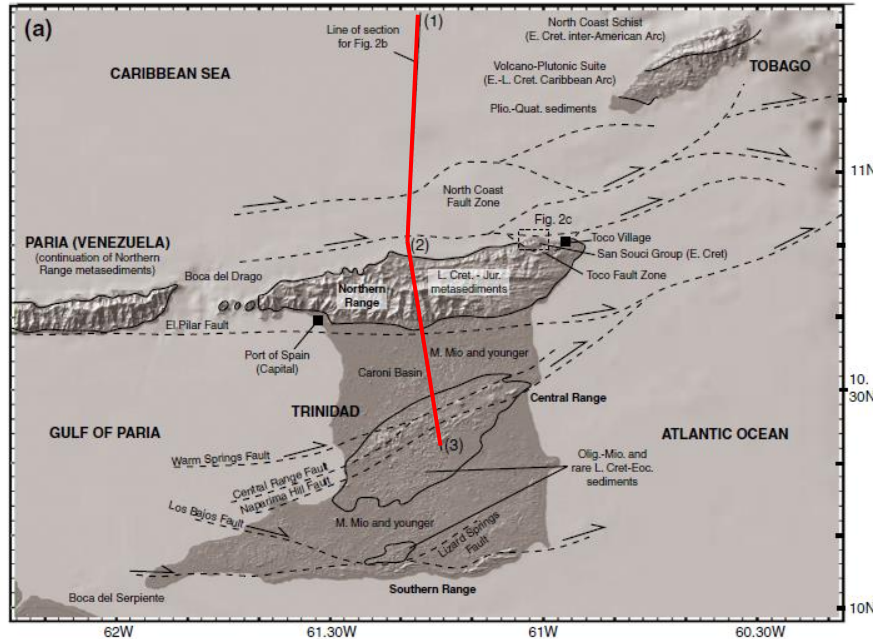 (a)
Line of section
for Fig. 2b
(1)
North Coast Schist
(E. Cret. inter-American Arc)
CARIBBEAN SEA
Volcano-Plutonic Suite
(E.-L. Cret. Caribbean Arc)
TOBAGO
Plio.-Quat. sediments
11N
North Coast
Fault Zone
Fig. 2c
PARIA (VENEZUELA)
(continuation of Northern
Range metasediments)
(2)
Toco Village
San Souci Group (E. Cret)
Boca del Drago
L. Cret. - Jur.
metasediments
Toco Fault Zone
Northern
Range
El Pilar Fault
Port of Spain
(Capital)
M. Mio and younger
Caroni Basin
10.
30N
TRINIDAD
Central Range
GULF OF PARIA
ATLANTIC OCEAN
(3)
Warm Springs Fault
Central Range Fault
Naparima Hill Fault
Olig.-Mio. and
rare L. Cret-Eoc.
sediments
Los Bajos Fault
M. Mio and younger
Lizard Springs
Fault
Southern Range
Boca del Serpiente
10N
62W
61.30W
61W
60.30W